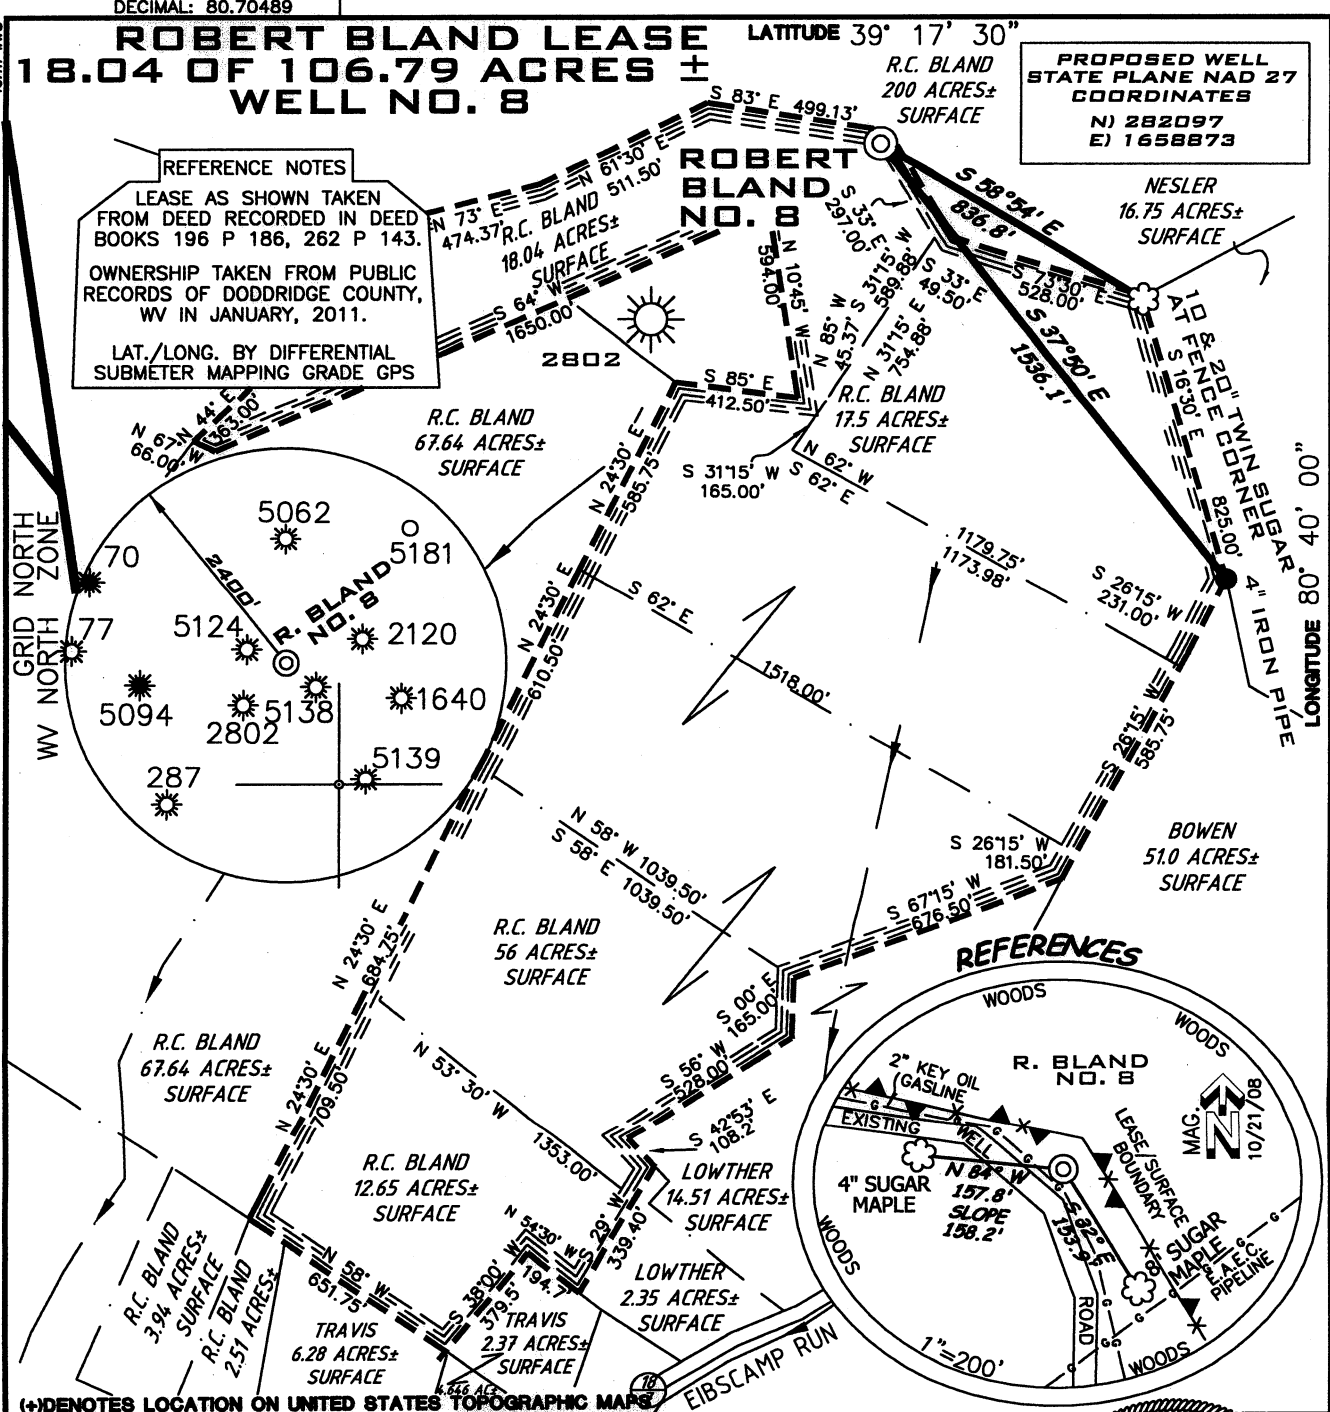 DECIMAL: 80.70489
ROBERT BLAND LEASE
18.04 OF 106.79 ACRES ±
WELL NO. 8
LATITUDE 39° 17' 30"
R.C. BLAND
200 ACRES±
SURFACE
PROPOSED WELL
STATE PLANE NAD 27
COORDINATES
N) 282097
E) 1658873
REFERENCE NOTES
LEASE AS SHOWN TAKEN
FROM DEED RECORDED IN DEED
BOOKS 196 P 186, 262 P 143.
OWNERSHIP TAKEN FROM PUBLIC
RECORDS OF DODDRIDGE COUNTY,
WV IN JANUARY, 2011.
LAT./LONG. BY DIFFERENTIAL
SUBMETER MAPPING GRADE GPS
S 83° E 499.13'
N 61°30' E
511.50'
N 73° E
474.37'
R.C. BLAND
18.04 ACRES±
SURFACE
S 64° W
1650.00'
ROBERT
BLAND
NO. 8
S 33° E
297.00'
S 58°54' E
836.8'
NESLER
16.75 ACRES±
SURFACE
N 10°45' W
594.00'
S 31°15' W
589.88'
S 33° E
49.50'
S 73°30' E
528.00'
N 85° W
45.37'
N 31°15' E
754.88'
S 37°50' E
1536.1'
10 & 20" TWIN SUGAR
AT FENCE CORNER
S 16°30' E
825.00'
2802
S 85° E
412.50'
R.C. BLAND
17.5 ACRES±
SURFACE
R.C. BLAND
67.64 ACRES±
SURFACE
N 44° E
363.00'
N 67° W
66.00'
S 31°15' W
165.00'
N 62° W
S 62° E
1179.75'
1173.98'
N 24°30' E
585.75'
S 26°15' W
231.00'
4" IRON PIPE
LONGITUDE 80° 40' 00"
GRID NORTH
WV NORTH ZONE
70
77
5062
5181
2400'
R. BLAND
NO. 8
5124
2120
5094
2802
5138
1640
287
5139
S 62° E
1518.00'
N 24°30' E
610.50'
S 26°15' W
585.75'
N 58° W 1039.50'
S 58° E 1039.50'
S 26°15' W
181.50'
BOWEN
51.0 ACRES±
SURFACE
S 67°15' W
676.50'
R.C. BLAND
56 ACRES±
SURFACE
N 24°30' E
684.75'
S 00° E
165.00'
R.C. BLAND
67.64 ACRES±
SURFACE
N 53° 30' W
1353.00'
S 56° W
528.00'
S 42°53' E
108.2'
N 24°30' E
709.50'
R.C. BLAND
12.65 ACRES±
SURFACE
LOWTHER
14.51 ACRES±
SURFACE
N 54°30' W
194.7'
S 29° W
339.40'
LOWTHER
2.35 ACRES±
SURFACE
R.C. BLAND
3.94 ACRES±
SURFACE
R.C. BLAND
2.51 ACRES±
N 58° W
651.75'
S 38°00' W
379.5'
TRAVIS
6.28 ACRES±
SURFACE
TRAVIS
2.37 ACRES±
SURFACE
4.646 AC±
EIBSCAMP RUN
REFERENCES
WOODS
WOODS
R. BLAND
NO. 8
2" KEY OIL
GASLINE
EXISTING
WELL
G
LEASE/SURFACE
BOUNDARY
MAG.
N
10/21/08
4" SUGAR
MAPLE
N 84° W
157.8'
SLOPE
158.2'
S 32° E
153.9'
8" SUGAR
MAPLE
E.A.E.C.
PIPELINE
WOODS
ROAD
WOODS
1"=200'
(+)DENOTES LOCATION ON UNITED STATES TOPOGRAPHIC MAPS
18